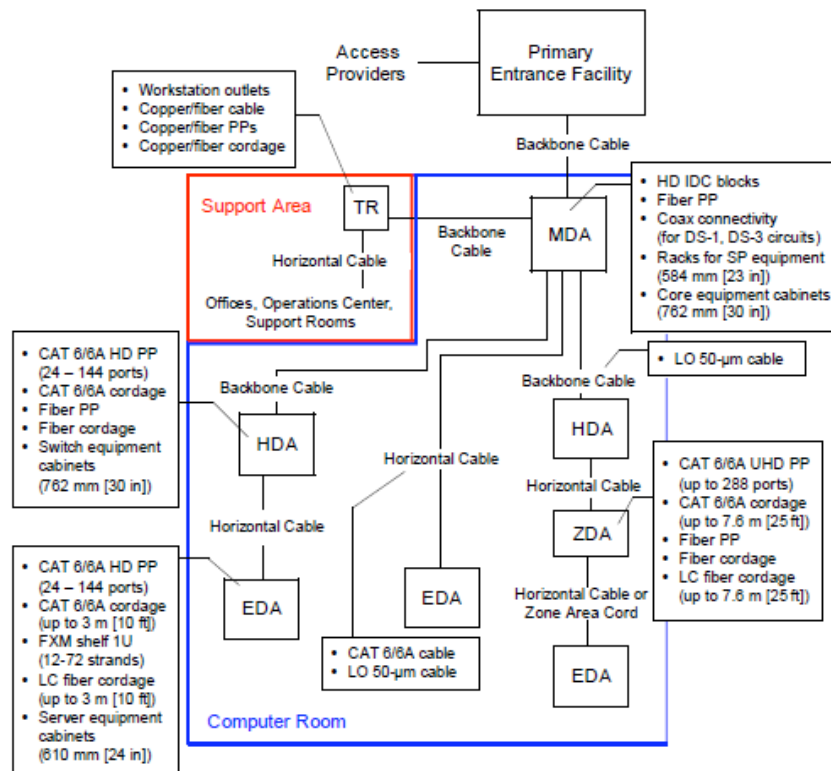 Access
Providers
Primary
Entrance Facility
• Workstation outlets
• Copper/fiber cable
• Copper/fiber PPs
• Copper/fiber cordage
Backbone Cable
Support Area
TR
Backbone
Cable
MDA
• HD IDC blocks
• Fiber PP
• Coax connectivity
(for DS-1, DS-3 circuits)
• Racks for SP equipment
(584 mm [23 in])
• Core equipment cabinets
(762 mm [30 in])
Horizontal Cable
Offices, Operations Center,
Support Rooms
• CAT 6/6A HD PP
(24 – 144 ports)
• CAT 6/6A cordage
• Fiber PP
• Fiber cordage
• Switch equipment
cabinets
(762 mm [30 in])
Backbone Cable
HDA
Horizontal Cable
EDA
Horizontal Cable
EDA
Backbone Cable
• LO 50-µm cable
HDA
Horizontal Cable
ZDA
• CAT 6/6A UHD PP
(up to 288 ports)
• CAT 6/6A cordage
(up to 7.6 m [25 ft])
• Fiber PP
• Fiber cordage
• LC fiber cordage
(up to 7.6 m [25 ft])
Horizontal Cable or
Zone Area Cord
EDA
• CAT 6/6A HD PP
(24 – 144 ports)
• CAT 6/6A cordage
(up to 3 m [10 ft])
• FXM shelf 1U
(12-72 strands)
• LC fiber cordage
(up to 3 m [10 ft])
• Server equipment
cabinets
(610 mm [24 in])
• CAT 6/6A cable
• LO 50-µm cable
Computer Room